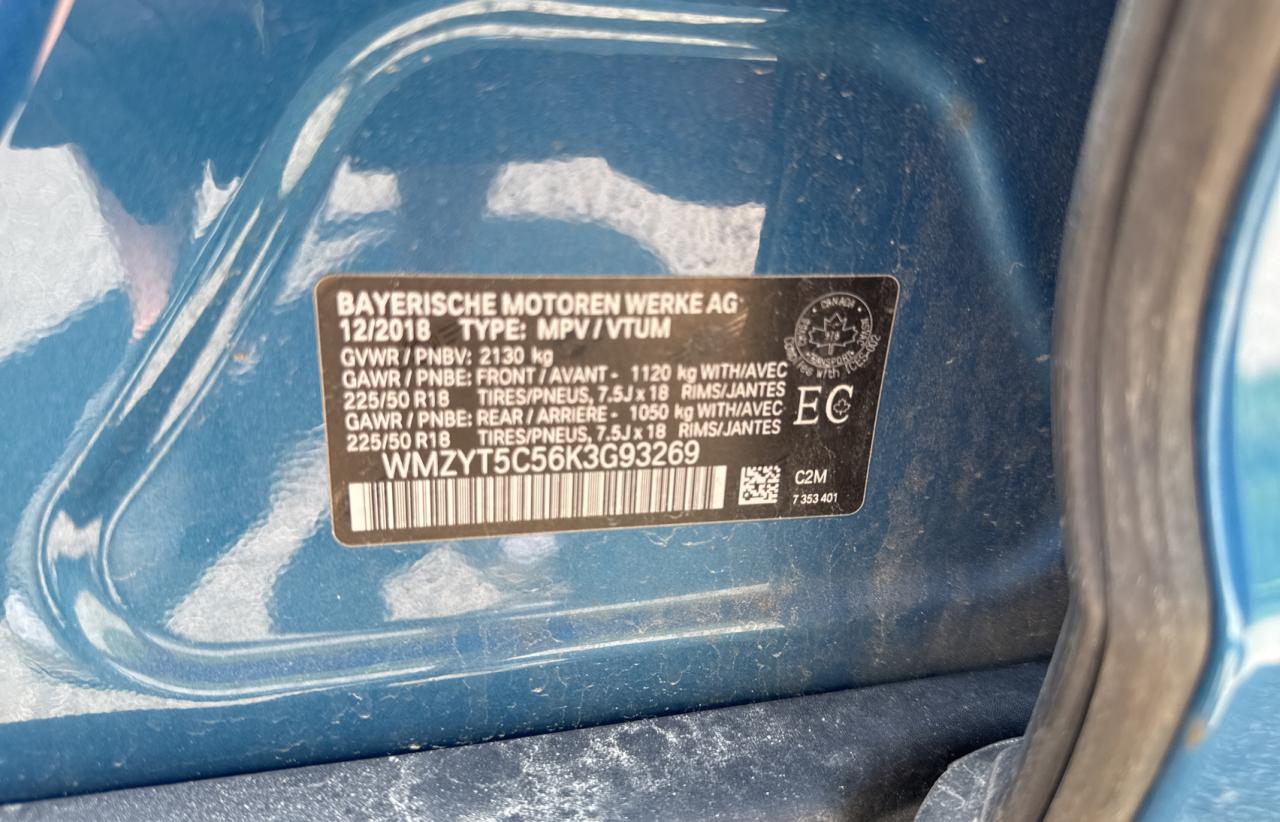 BAYERISCHE MOTOREN WERKE AG
12/2018 TYPE: MPV / VTUM
GVWR / PNBV: 2130 kg
GAWR / PNBE: FRONT / AVANT - 1120 kg WITH/AVEC
225/50 R18 TIRES/PNEUS, 7.5J x 18 RIMS/JANTES
GAWR / PNBE: REAR / ARRIERE - 1050 kg WITH/AVEC
225/50 R18 TIRES/PNEUS, 7.5J x 18 RIMS/JANTES
WMZYT5C56K3G93269
CANADA
TRANSPORT
EC
C2M
7 353 401